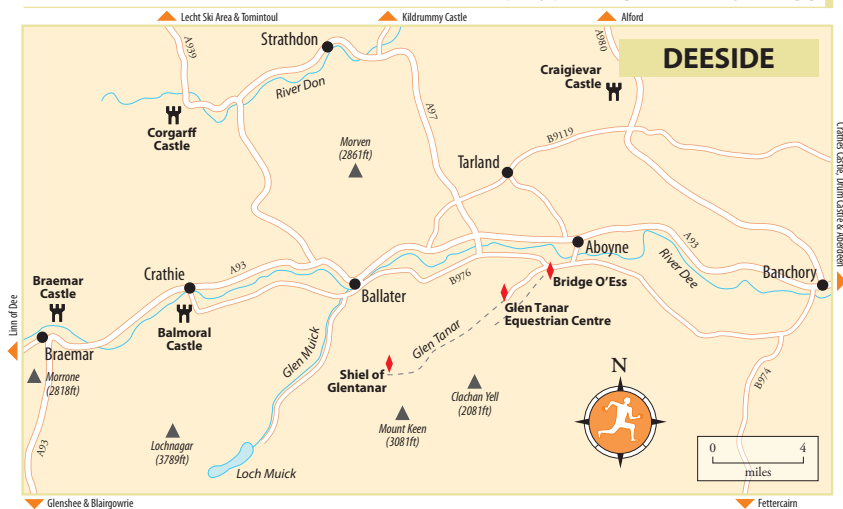 Lecht Ski Area & Tomintoul
Kildrummy Castle
Alford
DEESIDE
A939
Strathdon
A980
Craigievar
Castle
River Don
Corgarff
Castle
A97
Morven
(2861ft)
B9119
Tarland
Crathes Castle, Drum Castle & Aberdeen
Aboyne
A93
River Dee
Banchory
Crathie
A93
B976
Bridge O'Ess
Braemar
Castle
Ballater
Glen Tanar
Equestrian Centre
Balmoral
Castle
Linn of Dee
Braemar
Glen Muick
Glen Tanar
Shiel of
Glentanar
Morrone
(2818ft)
Clachan Yell
(2081ft)
N
B974
Mount Keen
(3081ft)
Lochnagar
(3789ft)
A93
Loch Muick
0 4
miles
Glenshee & Blairgowrie
Fettercairn